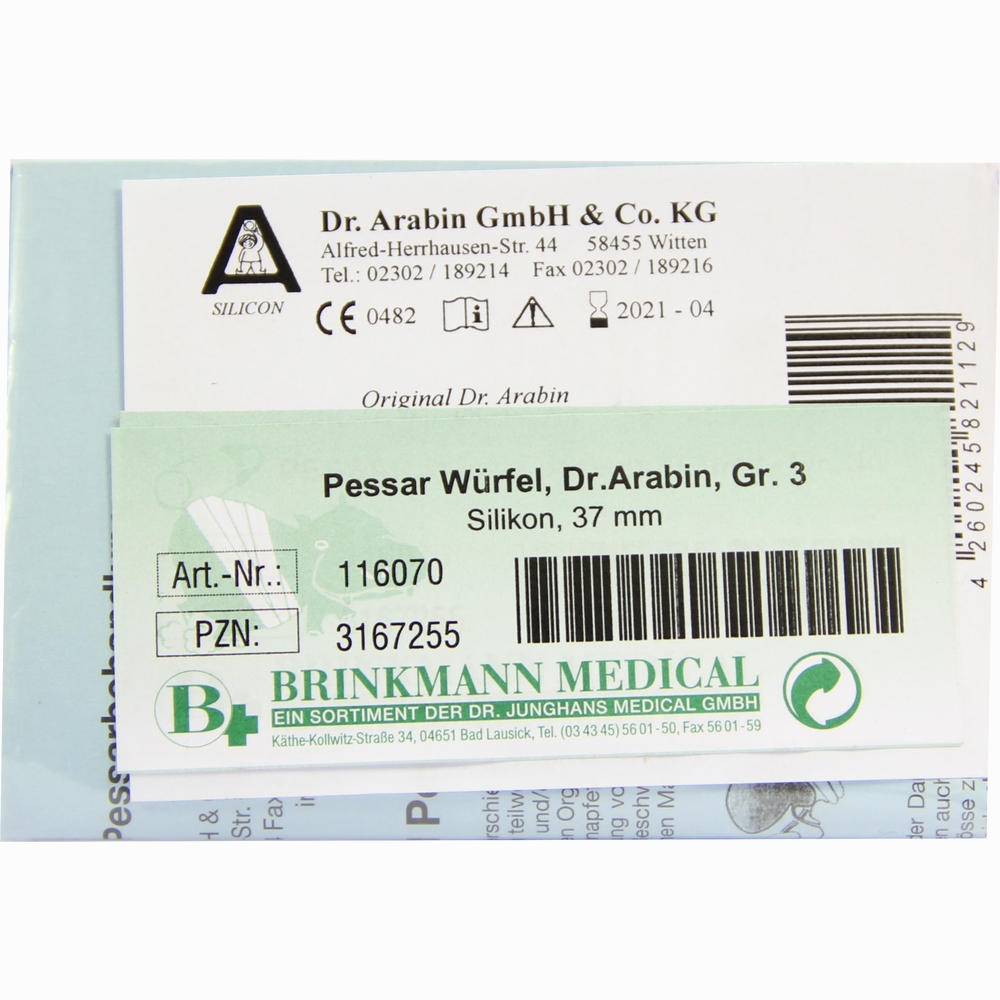 Dr. Arabin GmbH & Co. KG
Alfred-Herrhausen-Str. 44 58455 Witten
Tel.: 02302 / 189214 Fax 02302 / 189216
SILICON
CE 0482 2021 - 04
Original Dr. Arabin
4 260245 821129
Pessar Würfel, Dr.Arabin, Gr. 3
Silikon, 37 mm
Art.-Nr.: 116070
PZN: 3167255
B+
BRINKMANN MEDICAL
EIN SORTIMENT DER DR. JUNGHANS MEDICAL GMBH
Käthe-Kollwitz-Straße 34, 04651 Bad Lausick, Tel. (03 43 45) 56 01-50, Fax 56 01-59